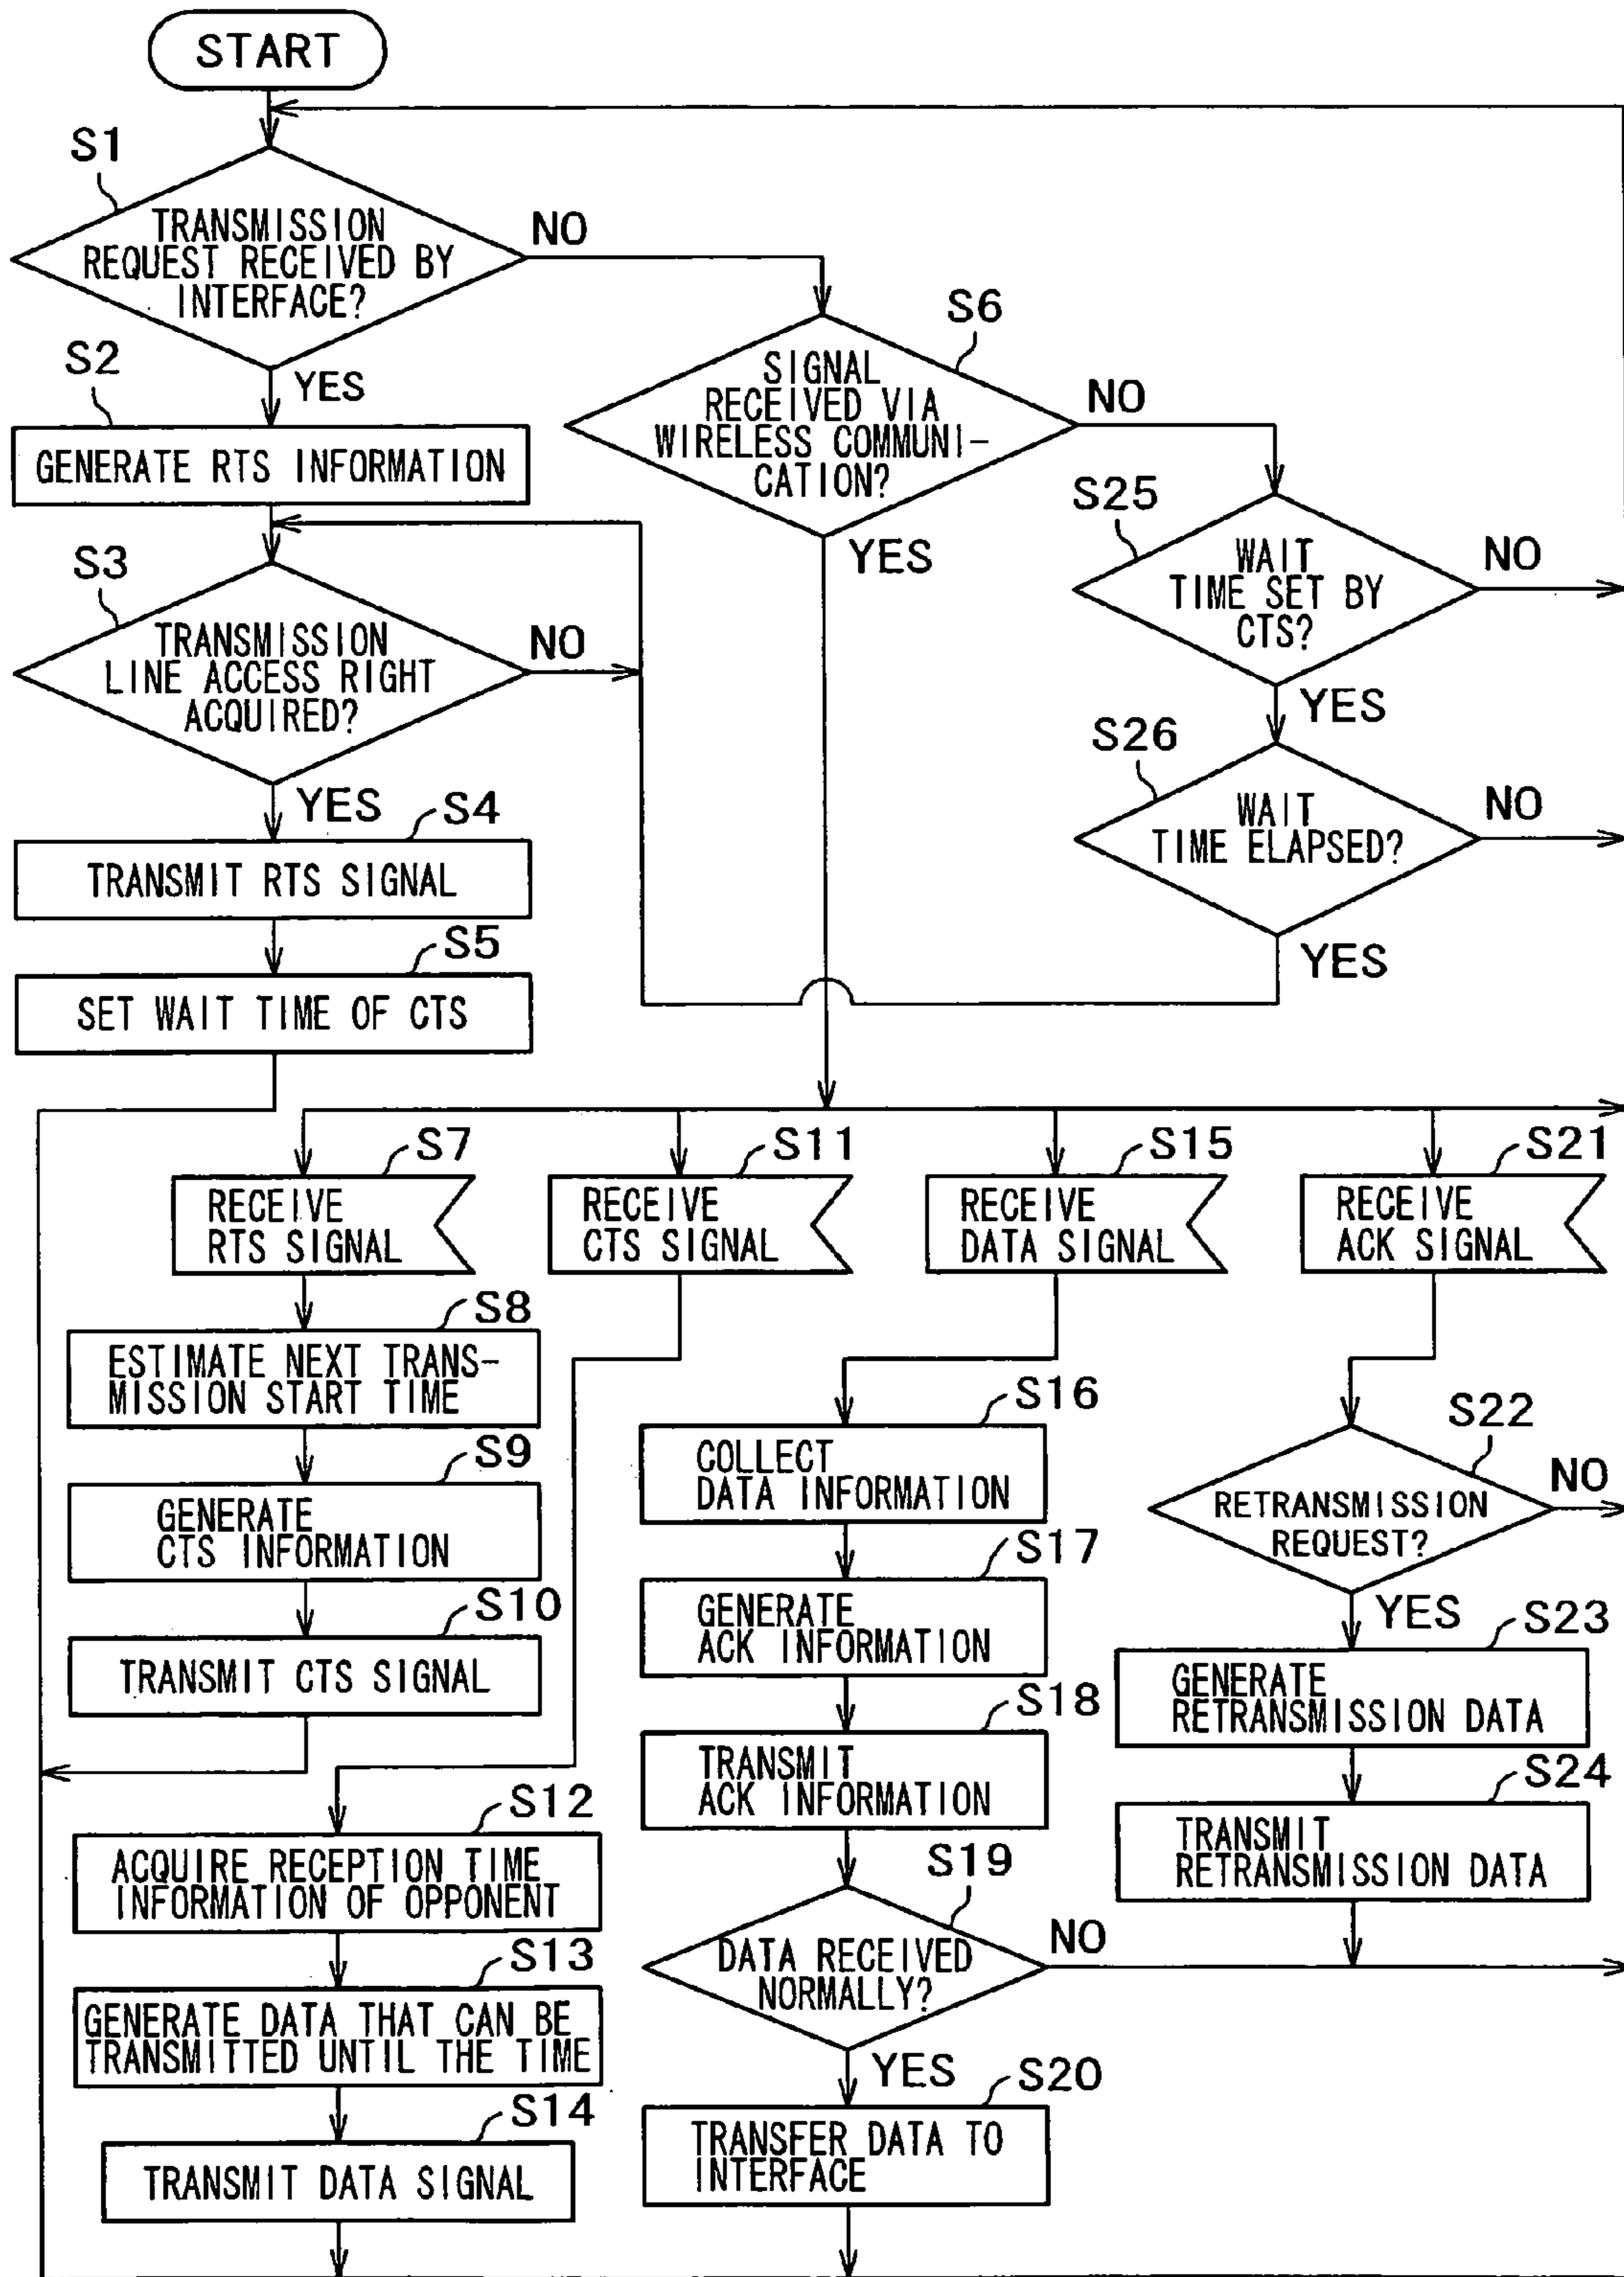 START
S1
TRANSMISSION
REQUEST RECEIVED BY
INTERFACE?
NO
YES
S2
GENERATE RTS INFORMATION
S3
TRANSMISSION
LINE ACCESS RIGHT
ACQUIRED?
NO
YES
S4
TRANSMIT RTS SIGNAL
S5
SET WAIT TIME OF CTS
S6
SIGNAL
RECEIVED VIA
WIRELESS COMMUNI-
CATION?
NO
YES
S25
WAIT
TIME SET BY
CTS?
NO
YES
S26
WAIT
TIME ELAPSED?
NO
YES
S7
RECEIVE
RTS SIGNAL
S8
ESTIMATE NEXT TRANS-
MISSION START TIME
S9
GENERATE
CTS INFORMATION
S10
TRANSMIT CTS SIGNAL
S11
RECEIVE
CTS SIGNAL
S12
ACQUIRE RECEPTION TIME
INFORMATION OF OPPONENT
S13
GENERATE DATA THAT CAN BE
TRANSMITTED UNTIL THE TIME
S14
TRANSMIT DATA SIGNAL
S15
RECEIVE
DATA SIGNAL
S16
COLLECT
DATA INFORMATION
S17
GENERATE
ACK INFORMATION
S18
TRANSMIT
ACK INFORMATION
S19
DATA RECEIVED
NORMALLY?
NO
YES
S20
TRANSFER DATA TO
INTERFACE
S21
RECEIVE
ACK SIGNAL
S22
RETRANSMISSION
REQUEST?
NO
YES
S23
GENERATE
RETRANSMISSION DATA
S24
TRANSMIT
RETRANSMISSION DATA